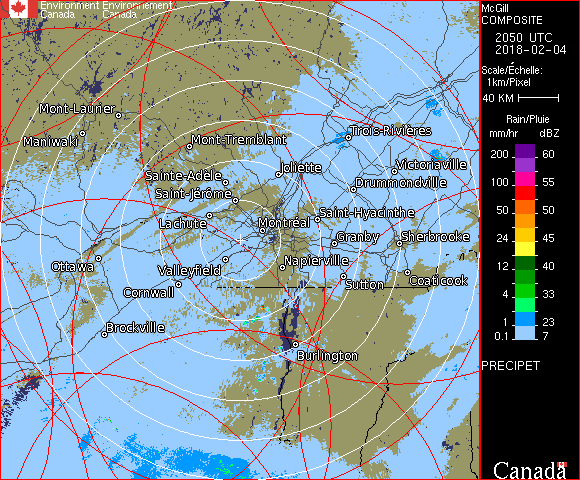 Environment Environnement
Canada Canada
McGill
COMPOSITE
2050 UTC
2018-02-04
Scale/Échelle:
1km/Pixel
40 KM
Rain/Pluie
mm/hr dBZ
200 60
100 55
50 50
24 45
12 40
4 33
1 23
0.1 7
PRECIPET
Canada
Mont-Laurier
Maniwaki
Mont-Tremblant
Trois-Rivières
Sainte-Adèle
Joliette
Victoriaville
Saint-Jérôme
Drummondville
Lachute
Montréal
Saint-Hyacinthe
Granby
Sherbrooke
Ottawa
Valleyfield
Napierville
Cornwall
Sutton
Coaticook
Brockville
Burlington